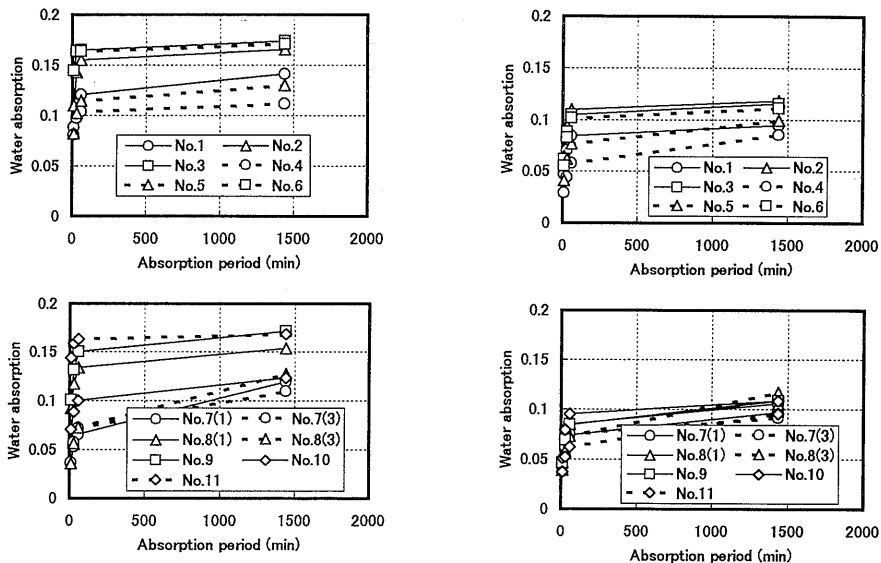 0.2
0.15
0.1
0.05
0
Water absorption
No.1 No.2
No.3 No.4
No.5 No.6
0 500 1000 1500 2000
Absorption period (min)
0.2
0.15
0.1
0.05
0
Water absorption
No.1 No.2
No.3 No.4
No.5 No.6
0 500 1000 1500 2000
Absorption period (min)
0.2
0.15
0.1
0.05
0
Water absorption
No.7(1) No.7(3)
No.8(1) No.8(3)
No.9 No.10
No.11
0 500 1000 1500 2000
Absorption period (min)
0.2
0.15
0.1
0.05
0
Water absorption
No.7(1) No.7(3)
No.8(1) No.8(3)
No.9 No.10
No.11
0 500 1000 1500 2000
Absorption period (min)